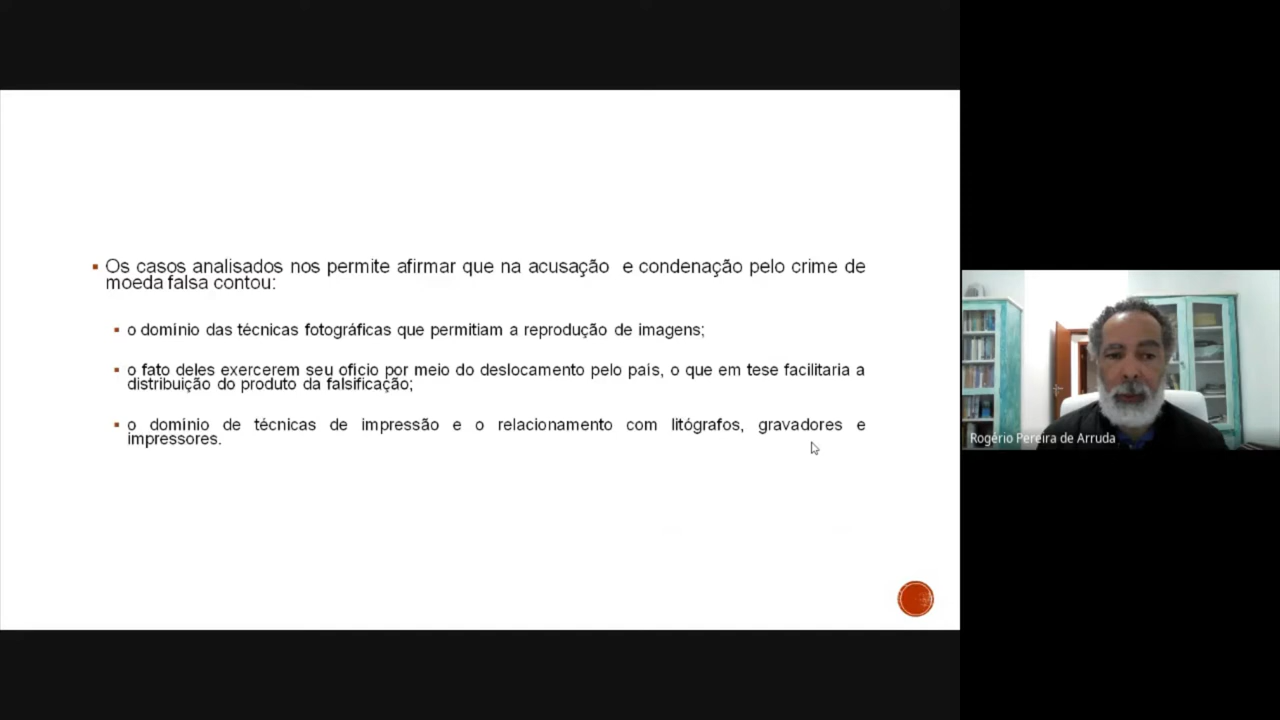 Os casos analisados nos permite afirmar que na acusação e condenação pelo crime de
moeda falsa contou:
o domínio das técnicas fotográficas que permitiam a reprodução de imagens;
o fato deles exercerem seu ofício por meio do deslocamento pelo país, o que em tese facilitaria a
distribuição do produto da falsificação;
o domínio de técnicas de impressão e o relacionamento com litógrafos, gravadores e
impressores.
Rogério Pereira de Arruda